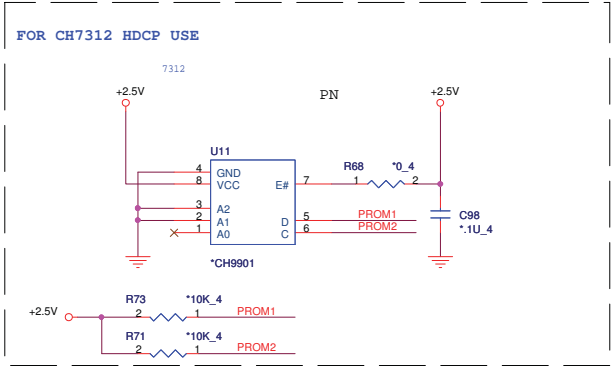 FOR CH7312 HDCP USE
7312
+2.5V
PN
+2.5V
U11
4 GND
8 VCC
E# 7
R68 *0_4
1 2
3 A2
2 A1
1 A0
D 5 PROM1
C 6 PROM2
C98
*.1U_4
*CH9901
R73 *10K_4
+2.5V
2 1 PROM1
R71 *10K_4
2 1 PROM2